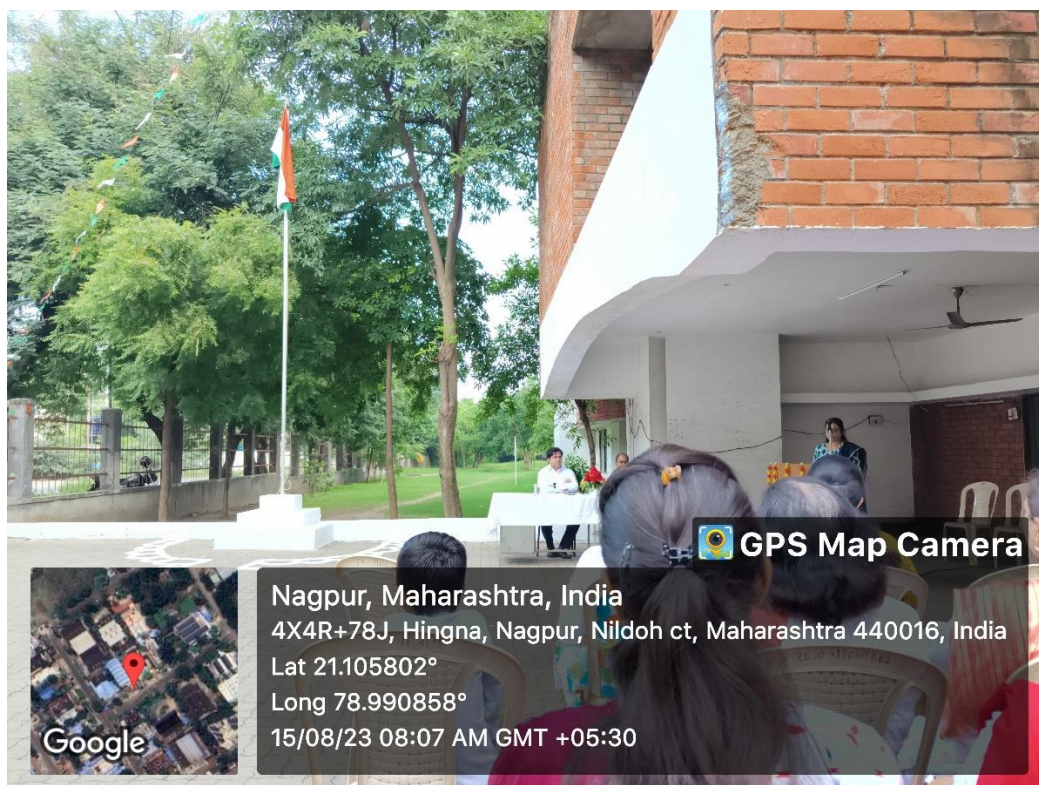 GPS Map Camera
Nagpur, Maharashtra, India
4X4R+78J, Hingna, Nagpur, Nildoh ct, Maharashtra 440016, India
Lat 21.105802°
Long 78.990858°
15/08/23 08:07 AM GMT +05:30
Google